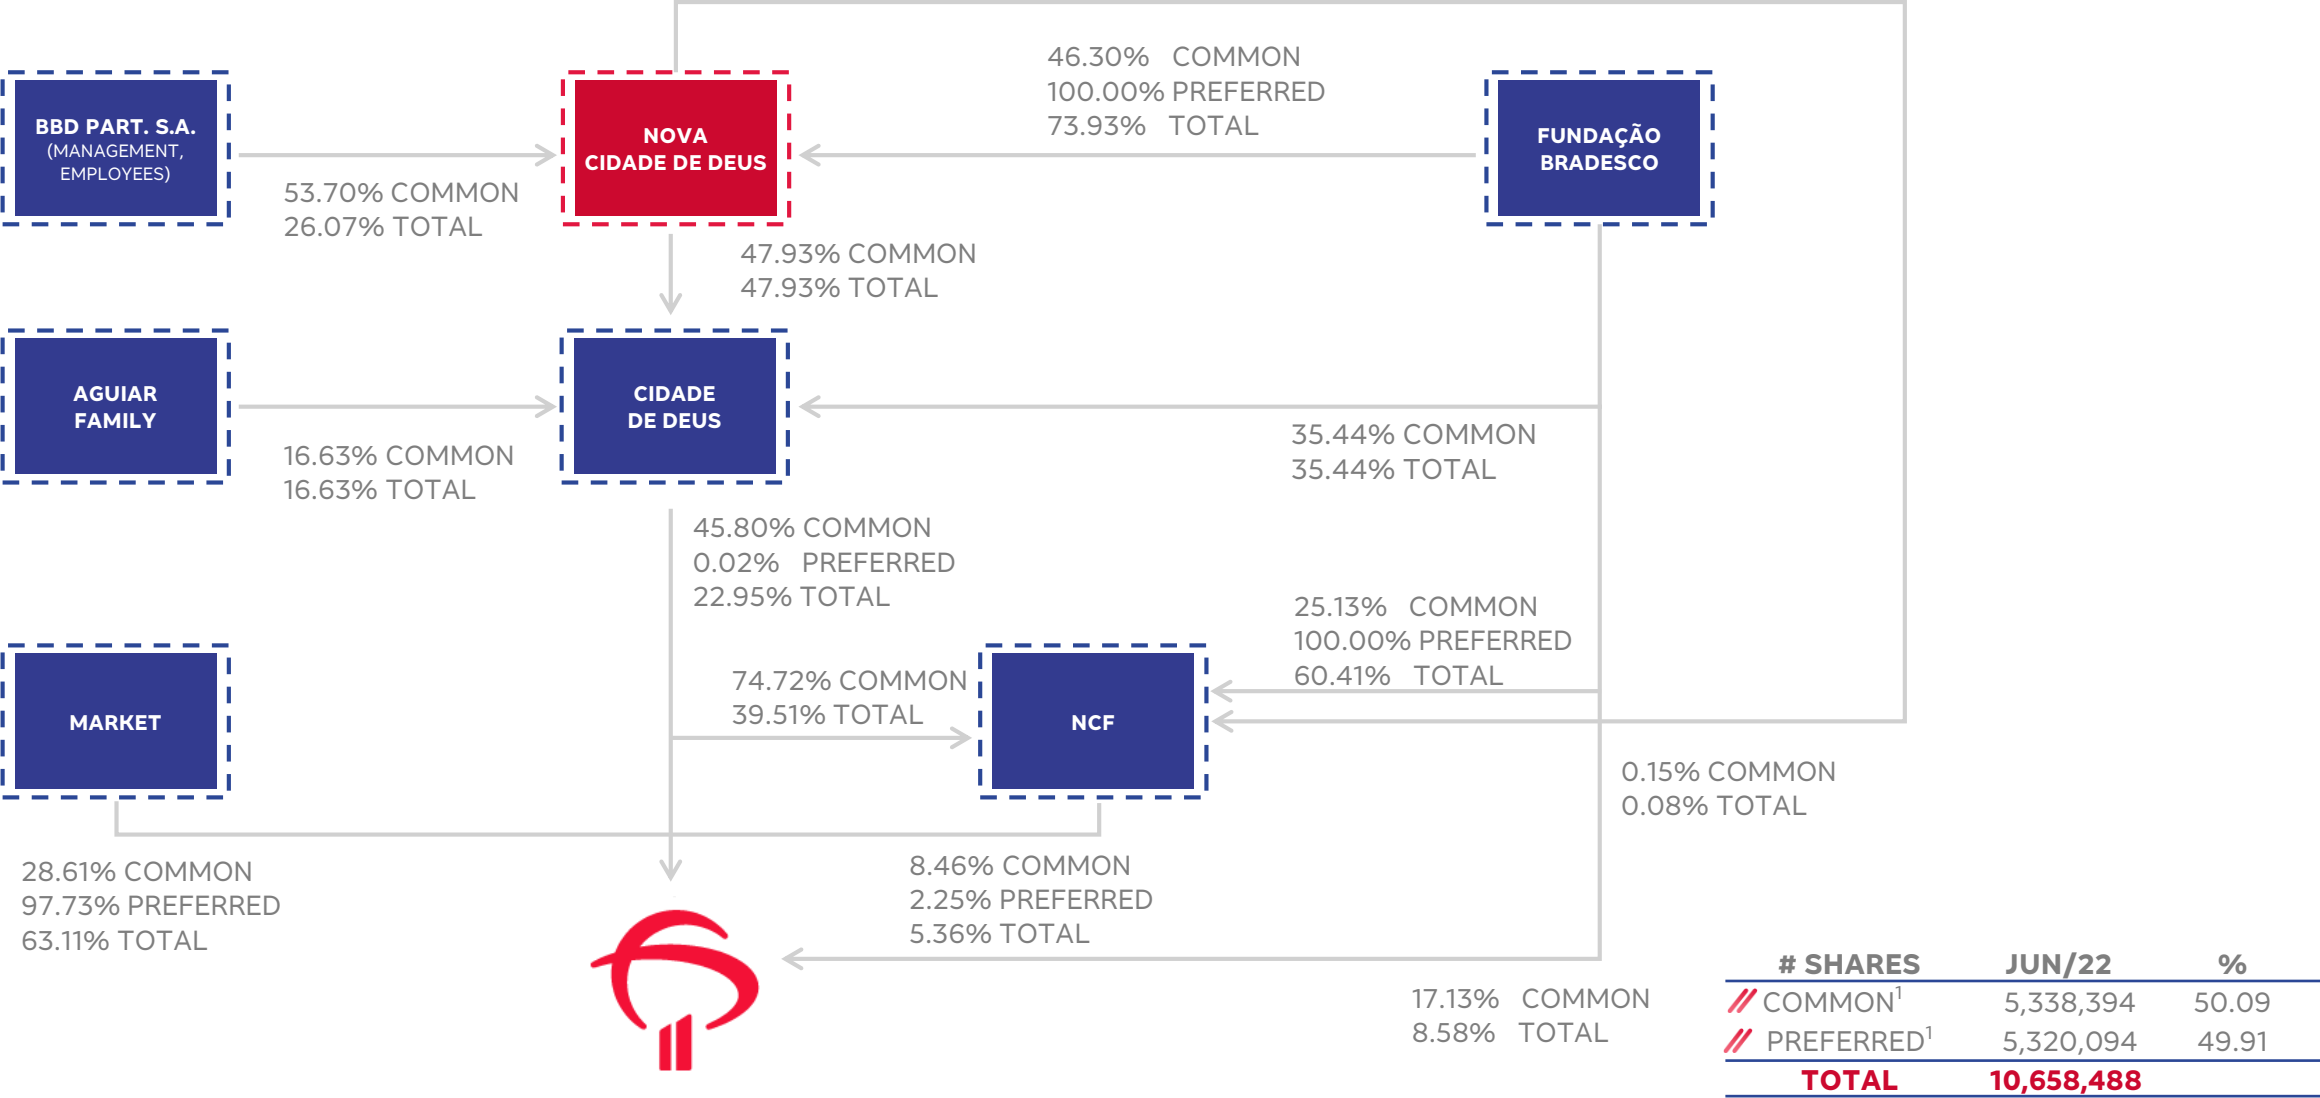 46.30% COMMON
100.00% PREFERRED
73.93% TOTAL
BBD PART. S.A.
(MANAGEMENT,
EMPLOYEES)
NOVA
CIDADE DE DEUS
FUNDAÇÃO
BRADESCO
53.70% COMMON
26.07% TOTAL
47.93% COMMON
47.93% TOTAL
AGUIAR
FAMILY
CIDADE
DE DEUS
16.63% COMMON
16.63% TOTAL
35.44% COMMON
35.44% TOTAL
45.80% COMMON
0.02% PREFERRED
22.95% TOTAL
25.13% COMMON
100.00% PREFERRED
60.41% TOTAL
74.72% COMMON
39.51% TOTAL
MARKET
NCF
0.15% COMMON
0.08% TOTAL
28.61% COMMON
97.73% PREFERRED
63.11% TOTAL
8.46% COMMON
2.25% PREFERRED
5.36% TOTAL
17.13% COMMON
8.58% TOTAL
# SHARES JUN/22 %
COMMON¹ 5,338,394 50.09
PREFERRED¹ 5,320,094 49.91
TOTAL 10,658,488